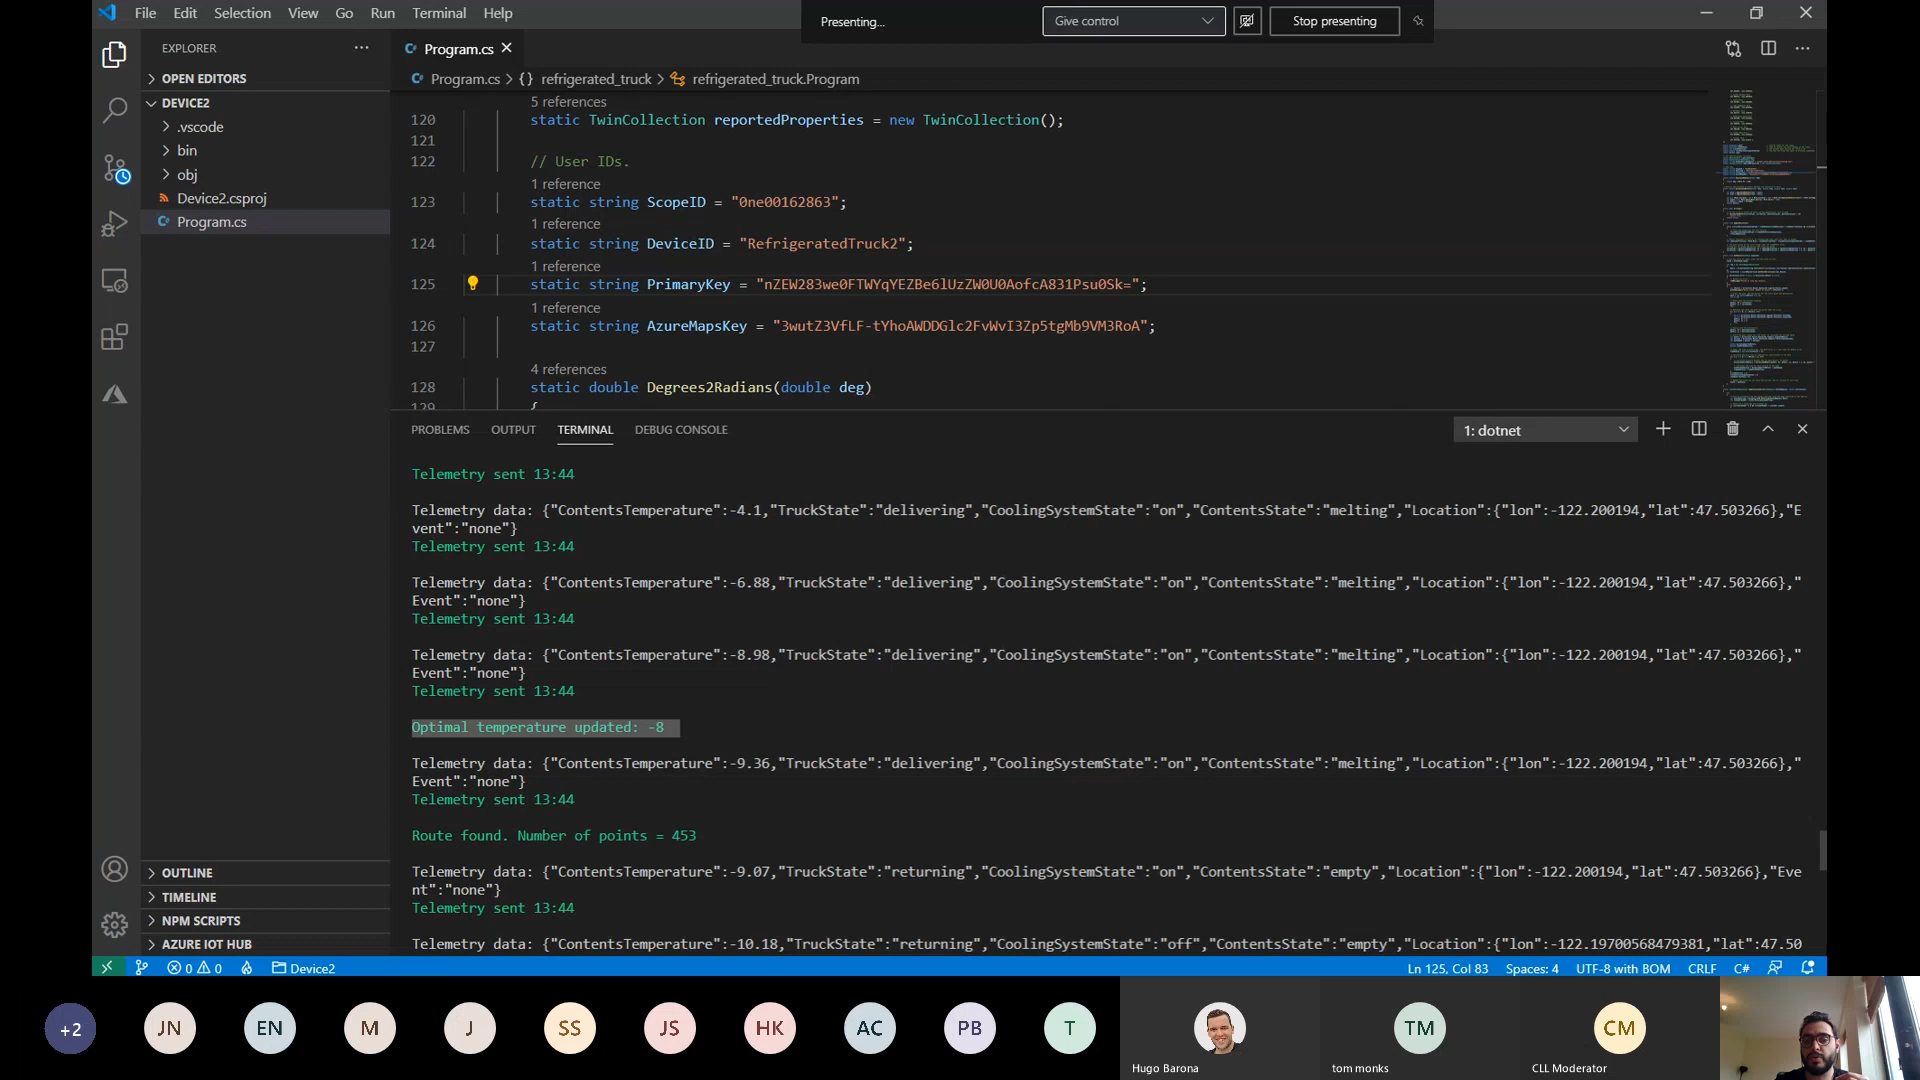 File Edit Selection View Go Run Terminal Help
Presenting...
Give control
Stop presenting
EXPLORER
OPEN EDITORS
DEVICE2
.vscode
bin
obj
Device2.csproj
Program.cs
OUTLINE
TIMELINE
NPM SCRIPTS
AZURE IOT HUB
Program.cs
Program.cs > {} refrigerated_truck > refrigerated_truck.Program
5 references
120 static TwinCollection reportedProperties = new TwinCollection();
121
122 // User IDs.
1 reference
123 static string ScopeID = "0ne00162863";
1 reference
124 static string DeviceID = "RefrigeratedTruck2";
1 reference
125 static string PrimaryKey = "nZEW283we0FTWYqYEZBe6lUzZW0U0AofcA831Psu0Sk=";
1 reference
126 static string AzureMapsKey = "3wutZ3VfLF-tYhoAWDDGlc2FvWvI3Zp5tgMb9VM3RoA";
127
4 references
128 static double Degrees2Radians(double deg)
129 {
PROBLEMS OUTPUT TERMINAL DEBUG CONSOLE
1: dotnet
Telemetry sent 13:44
Telemetry data: {"ContentsTemperature":-4.1,"TruckState":"delivering","CoolingSystemState":"on","ContentsState":"melting","Location":{"lon":-122.200194,"lat":47.503266},"E
vent":"none"}
Telemetry sent 13:44
Telemetry data: {"ContentsTemperature":-6.88,"TruckState":"delivering","CoolingSystemState":"on","ContentsState":"melting","Location":{"lon":-122.200194,"lat":47.503266},"
Event":"none"}
Telemetry sent 13:44
Telemetry data: {"ContentsTemperature":-8.98,"TruckState":"delivering","CoolingSystemState":"on","ContentsState":"melting","Location":{"lon":-122.200194,"lat":47.503266},"
Event":"none"}
Telemetry sent 13:44
Optimal temperature updated: -8
Telemetry data: {"ContentsTemperature":-9.36,"TruckState":"delivering","CoolingSystemState":"on","ContentsState":"melting","Location":{"lon":-122.200194,"lat":47.503266},"
Event":"none"}
Telemetry sent 13:44
Route found. Number of points = 453
Telemetry data: {"ContentsTemperature":-9.07,"TruckState":"returning","CoolingSystemState":"on","ContentsState":"empty","Location":{"lon":-122.200194,"lat":47.503266},"Eve
nt":"none"}
Telemetry sent 13:44
Telemetry data: {"ContentsTemperature":-10.18,"TruckState":"returning","CoolingSystemState":"off","ContentsState":"empty","Location":{"lon":-122.19700568479381,"lat":47.50
0 0 Device2
Ln 125, Col 83 Spaces: 4 UTF-8 with BOM CRLF C#
+2 JN EN M J SS JS HK AC PB T TM CM
Hugo Barona tom monks CLL Moderator